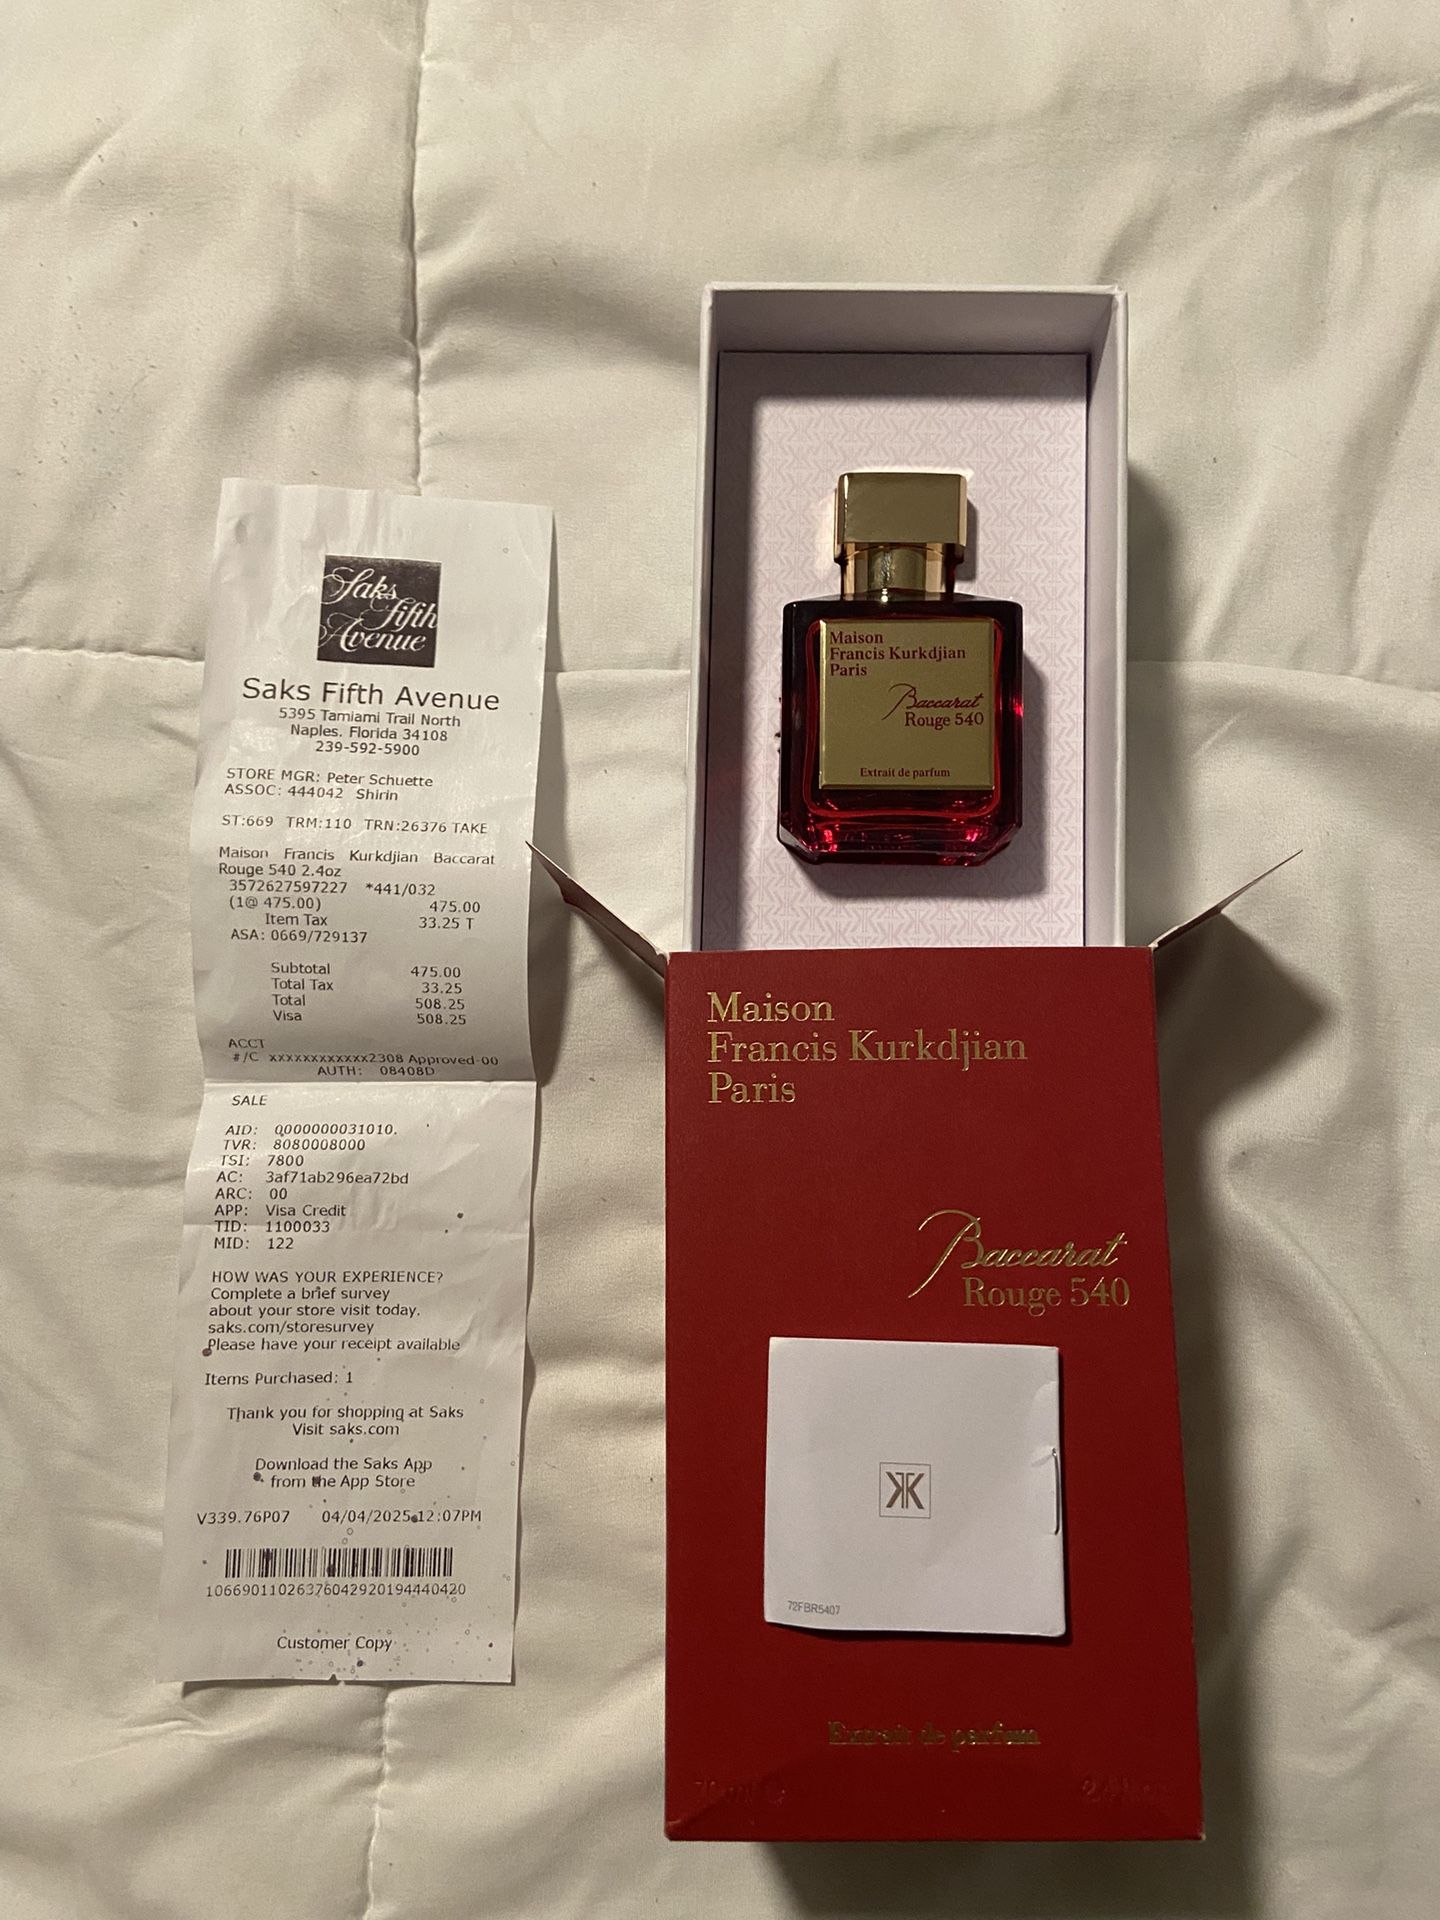 Saks
fifth
Avenue
Saks Fifth Avenue
5395 Tamiami Trail North
Naples. Florida 34108
239-592-5900
STORE MGR: Peter Schuette
ASSOC: 444042 Shirin
ST:669 TRM:110 TRN:26376 TAKE
Maison Francis Kurkdjian Baccarat
Rouge 540 2.4oz
3572627597227 *441/032
(1@ 475.00) 475.00
Item Tax 33.25 T
ASA: 0669/729137
Subtotal 475.00
Total Tax 33.25
Total 508.25
Visa 508.25
ACCT
#/C xxxxxxxxxxxx2308 Approved-00
AUTH: 08408D
SALE
AID: 0000000031010.
TVR: 8080008000
TSI: 7800
AC: 3af71ab296ea72bd
ARC: 00
APP: Visa Credit
TID: 1100033
MID: 122
HOW WAS YOUR EXPERIENCE?
Complete a brief survey
about your store visit today.
saks.com/storesurvey
Please have your receipt available
Items Purchased: 1
Thank you for shopping at Saks
Visit saks.com
Download the Saks App
from the App Store
V339.76P07 04/04/2025 12:07PM
10669011026376042920194440420
Customer Copy
Maison
Francis Kurkdjian
Paris
Baccarat
Rouge 540
Extrait de parfum
Maison
Francis Kurkdjian
Paris
Baccarat
Rouge 540
72FBR5407
Extrait de parfum